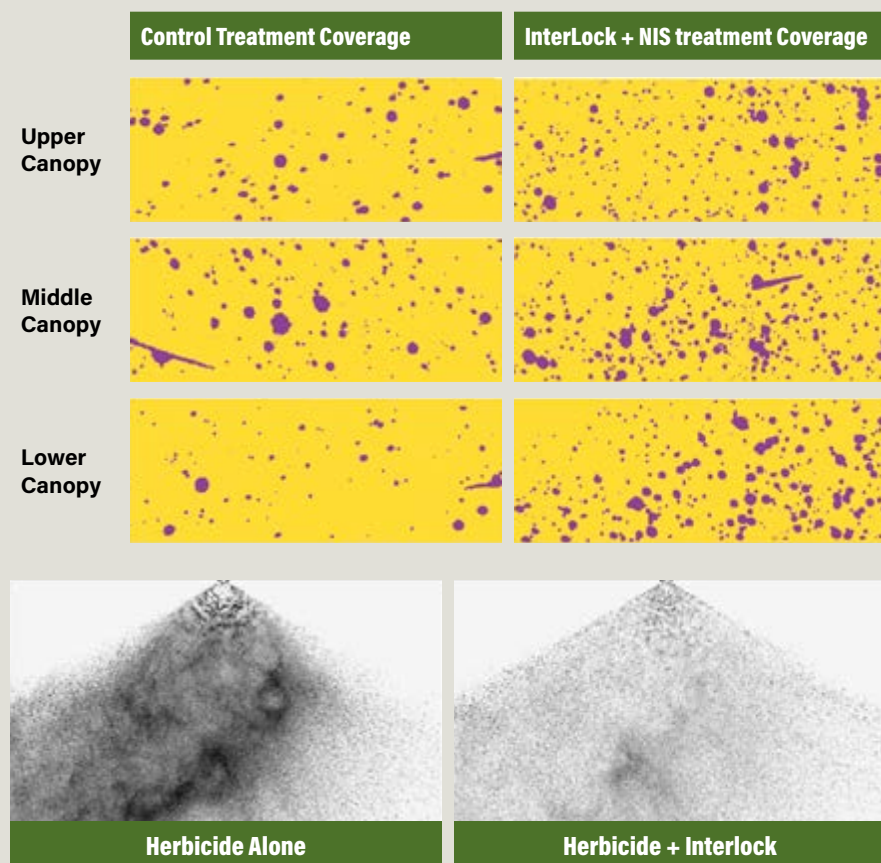 Control Treatment Coverage
InterLock + NIS treatment Coverage
Upper
Canopy
Middle
Canopy
Lower
Canopy
Herbicide Alone
Herbicide + Interlock